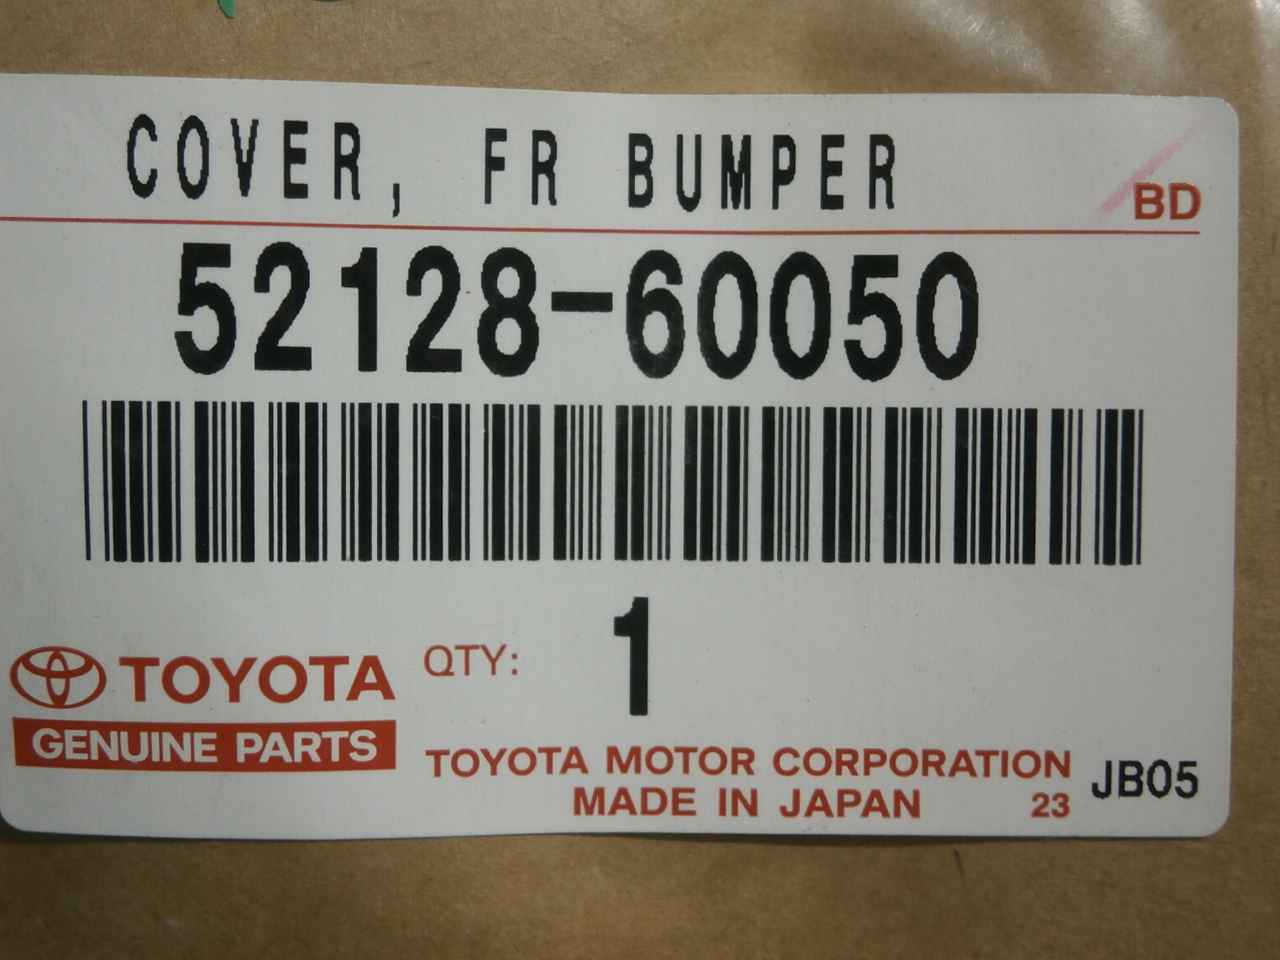 COVER, FR BUMPER
BD
52128-60050
QTY: 1
TOYOTA
GENUINE PARTS
TOYOTA MOTOR CORPORATION
MADE IN JAPAN 23
JB05